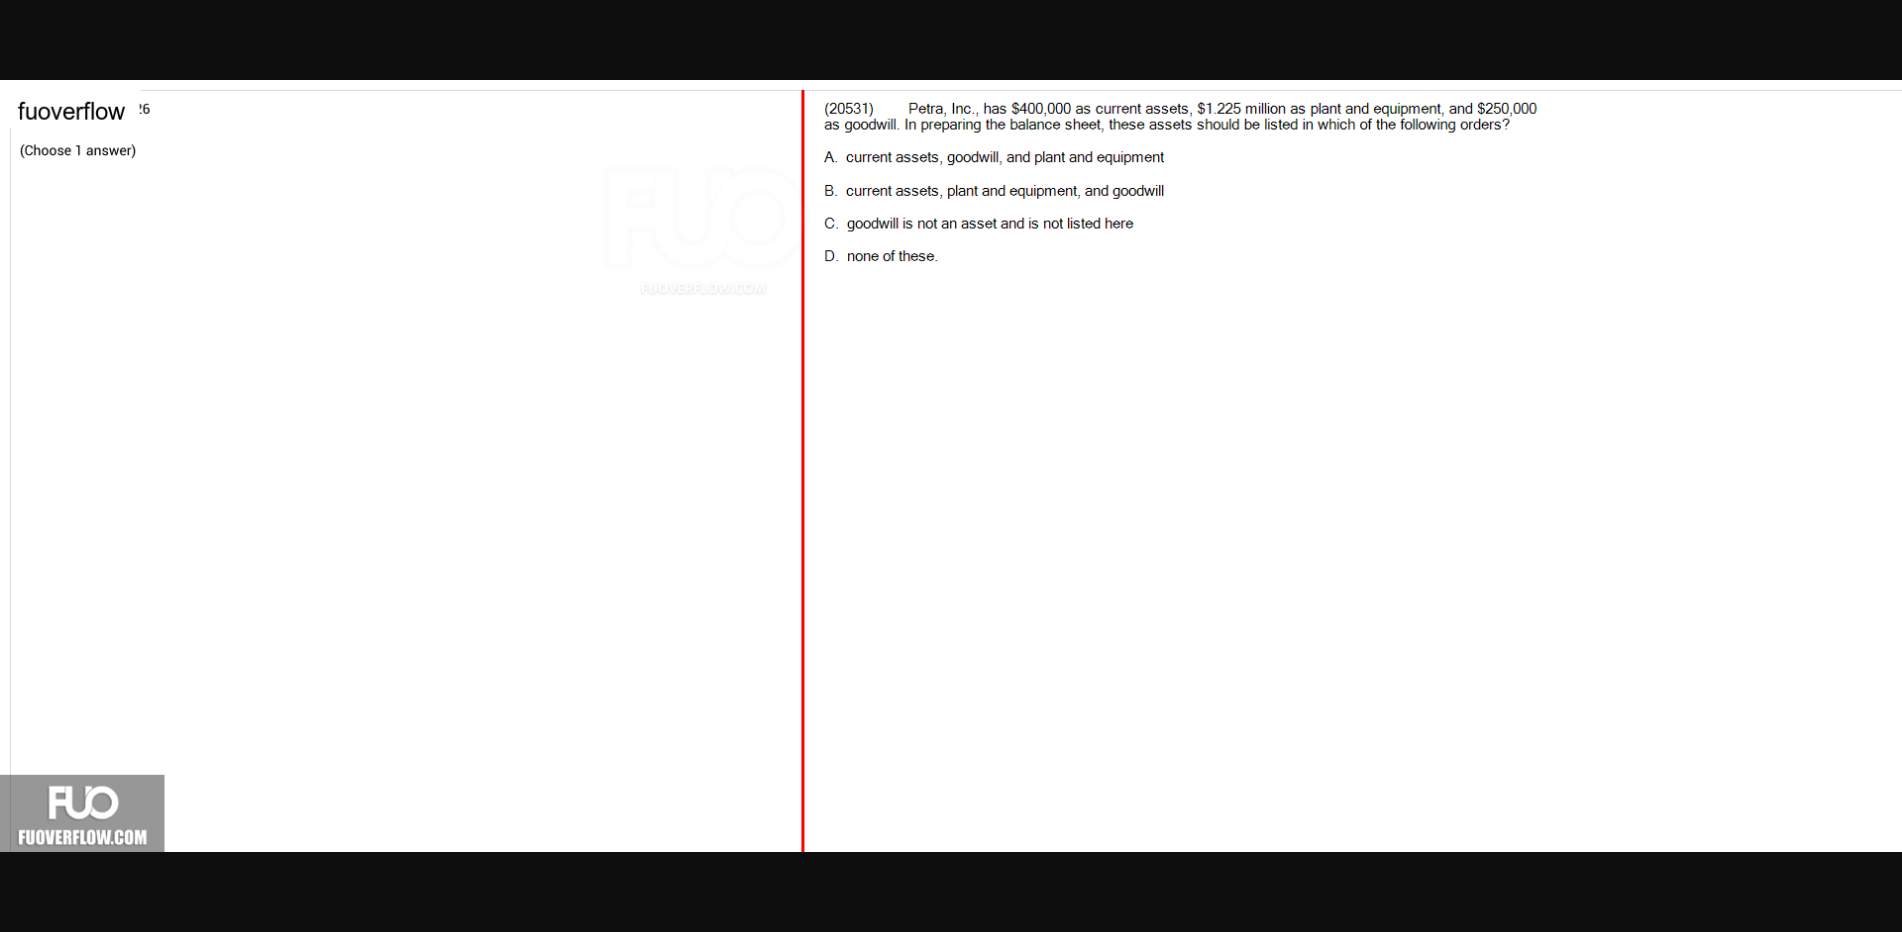 fuoverflow
26
(Choose 1 answer)
(20531) Petra, Inc., has $400,000 as current assets, $1.225 million as plant and equipment, and $250,000
as goodwill. In preparing the balance sheet, these assets should be listed in which of the following orders?
A. current assets, goodwill, and plant and equipment
B. current assets, plant and equipment, and goodwill
C. goodwill is not an asset and is not listed here
D. none of these.
FUO
FUOVERFLOW.COM
FUO
FUOVERFLOW.COM